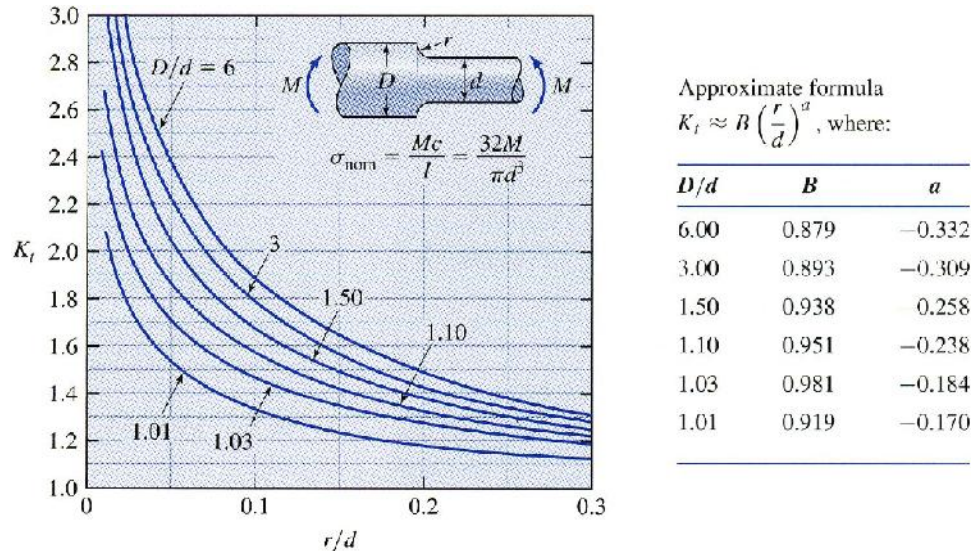 3.0
2.8
2.6
2.4
2.2
2.0
1.8
1.6
1.4
1.2
1.0
K_t
D/d = 6
3
1.50
1.10
1.03
1.01
M
D
r
d
M
σ_nom = Mc/I = 32M/πd³
0 0.1 0.2 0.3
r/d
Approximate formula
K_t ≈ B (r/d)^a, where:
D/d B a
6.00 0.879 −0.332
3.00 0.893 −0.309
1.50 0.938 −0.258
1.10 0.951 −0.238
1.03 0.981 −0.184
1.01 0.919 −0.170